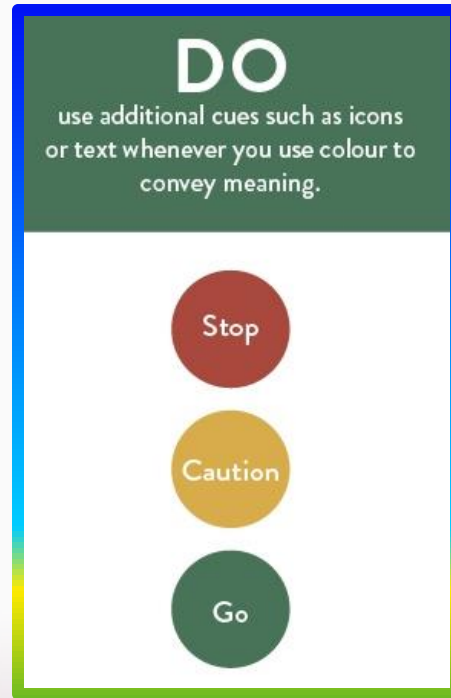 DO
use additional cues such as icons
or text whenever you use colour to
convey meaning.
Stop
Caution
Go